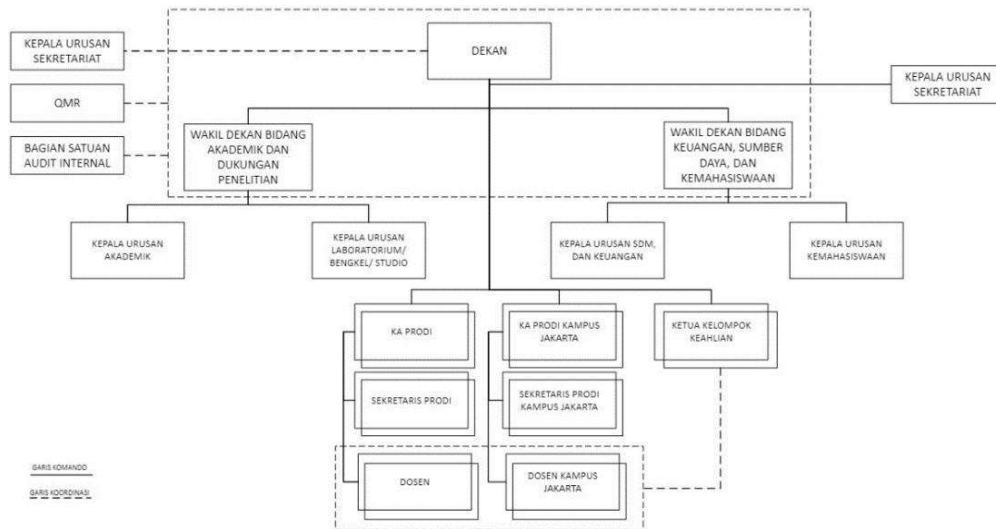 DEKAN
KEPALA URUSAN
SEKRETARIAT
QMR
BAGIAN SATUAN
AUDIT INTERNAL
KEPALA URUSAN
SEKRETARIAT
WAKIL DEKAN BIDANG
AKADEMIK DAN
DUKUNGAN
PENELITIAN
WAKIL DEKAN BIDANG
KEUANGAN, SUMBER
DAYA, DAN
KEMAHASISWAAN
KEPALA URUSAN
AKADEMIK
KEPALA URUSAN
LABORATORIUM/
BENGKEL/ STUDIO
KEPALA URUSAN SDM,
DAN KEUANGAN
KEPALA URUSAN
KEMAHASISWAAN
KA PRODI
KA PRODI KAMPUS
JAKARTA
KETUA KELOMPOK
KEAHLIAN
SEKRETARIS PRODI
SEKRETARIS PRODI
KAMPUS JAKARTA
DOSEN
DOSEN KAMPUS
JAKARTA
GARIS KOMANDO
GARIS KOORDINASI